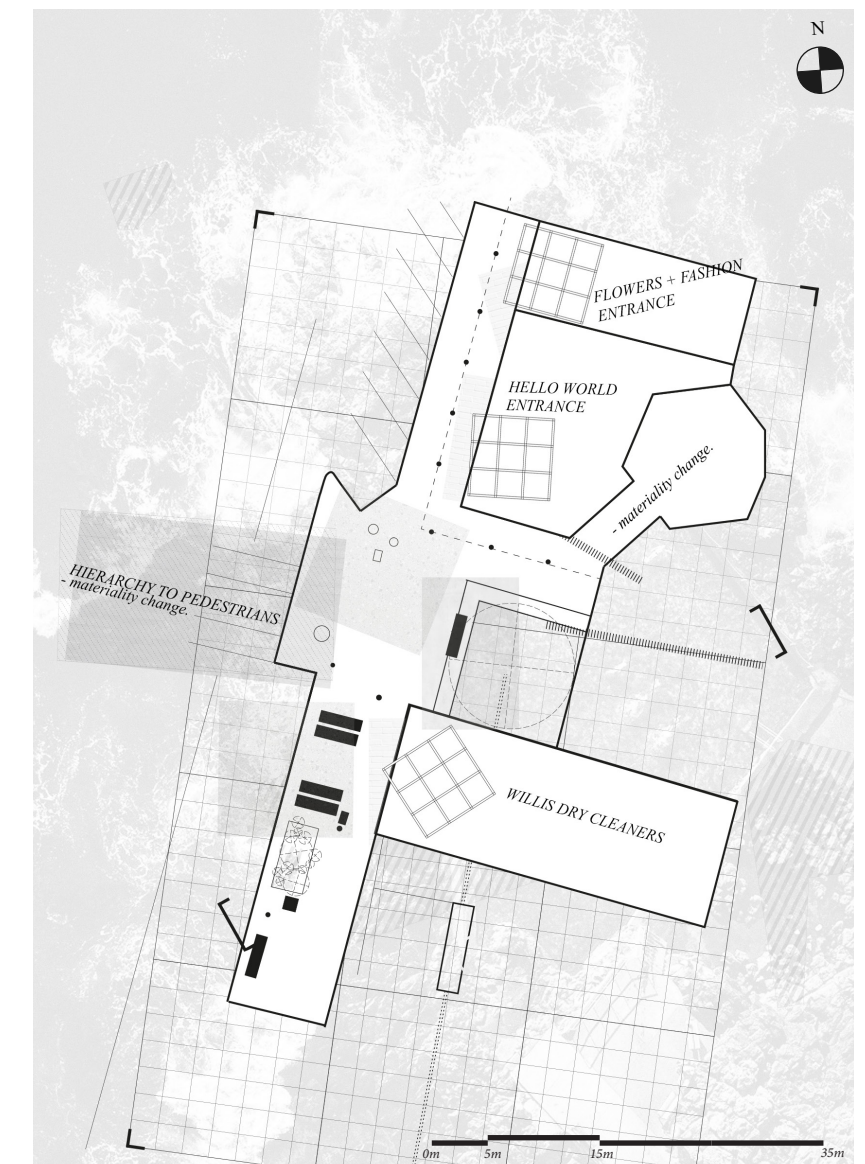 N
FLOWERS + FASHION
ENTRANCE
HELLO WORLD
ENTRANCE
- materiality change.
HIERARCHY TO PEDESTRIANS
- materiality change.
WILLIS DRY CLEANERS
0m 5m 15m 35m